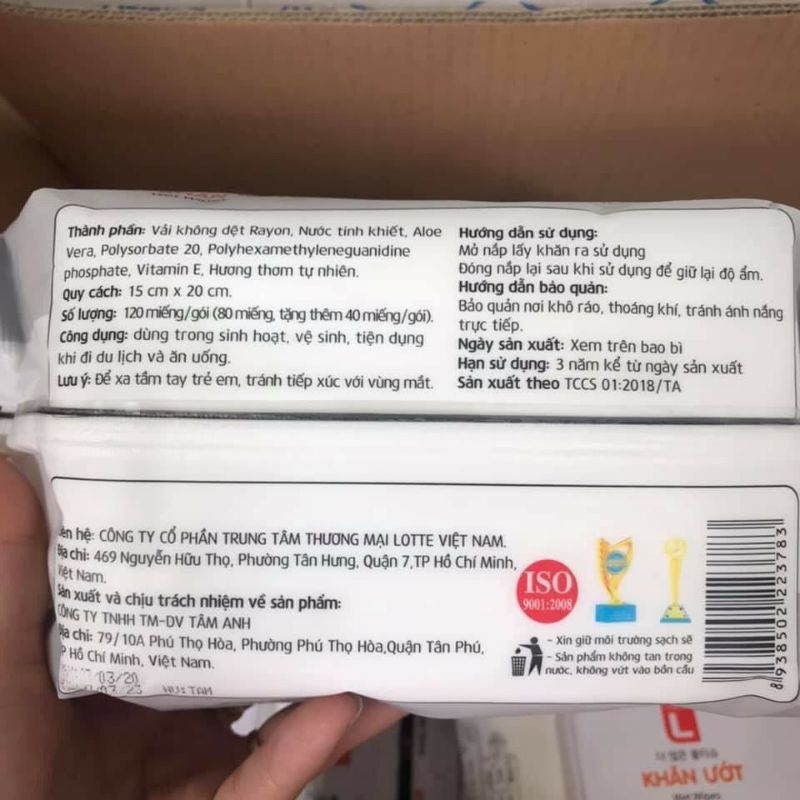 Thành phần: Vải không dệt Rayon, Nước tinh khiết, Aloe
Vera, Polysorbate 20, Polyhexamethyleneguanidine
phosphate, Vitamin E, Hương thơm tự nhiên.
Quy cách: 15 cm x 20 cm.
Số lượng: 120 miếng/gói (80 miếng, tặng thêm 40 miếng/gói).
Công dụng: dùng trong sinh hoạt, vệ sinh, tiện dụng
khi đi du lịch và ăn uống.
Lưu ý: Để xa tầm tay trẻ em, tránh tiếp xúc với vùng mắt.
Hướng dẫn sử dụng:
Mở nắp lấy khăn ra sử dụng
Đóng nắp lại sau khi sử dụng để giữ lại độ ẩm.
Hướng dẫn bảo quản:
Bảo quản nơi khô ráo, thoáng khí, tránh ánh nắng
trực tiếp.
Ngày sản xuất: Xem trên bao bì
Hạn sử dụng: 3 năm kể từ ngày sản xuất
Sản xuất theo TCCS 01:2018/TA
hệ: CÔNG TY CỔ PHẦN TRUNG TÂM THƯƠNG MẠI LOTTE VIỆT NAM.
Địa chỉ: 469 Nguyễn Hữu Thọ, Phường Tân Hưng, Quận 7,TP Hồ Chí Minh,
Việt Nam.
Sản xuất và chịu trách nhiệm về sản phẩm:
CÔNG TY TNHH TM-DV TÂM ANH
Địa chỉ: 79/10A Phú Thọ Hòa, Phường Phú Thọ Hòa,Quận Tân Phú,
P Hồ Chí Minh, Việt Nam.
03/20
ISO
9001:2008
- Xin giữ môi trường sạch sẽ
- Sản phẩm không tan trong
nước, không vứt vào bồn cầu
8938502223783
L
KHĂN ƯỚT
Wet Wipes